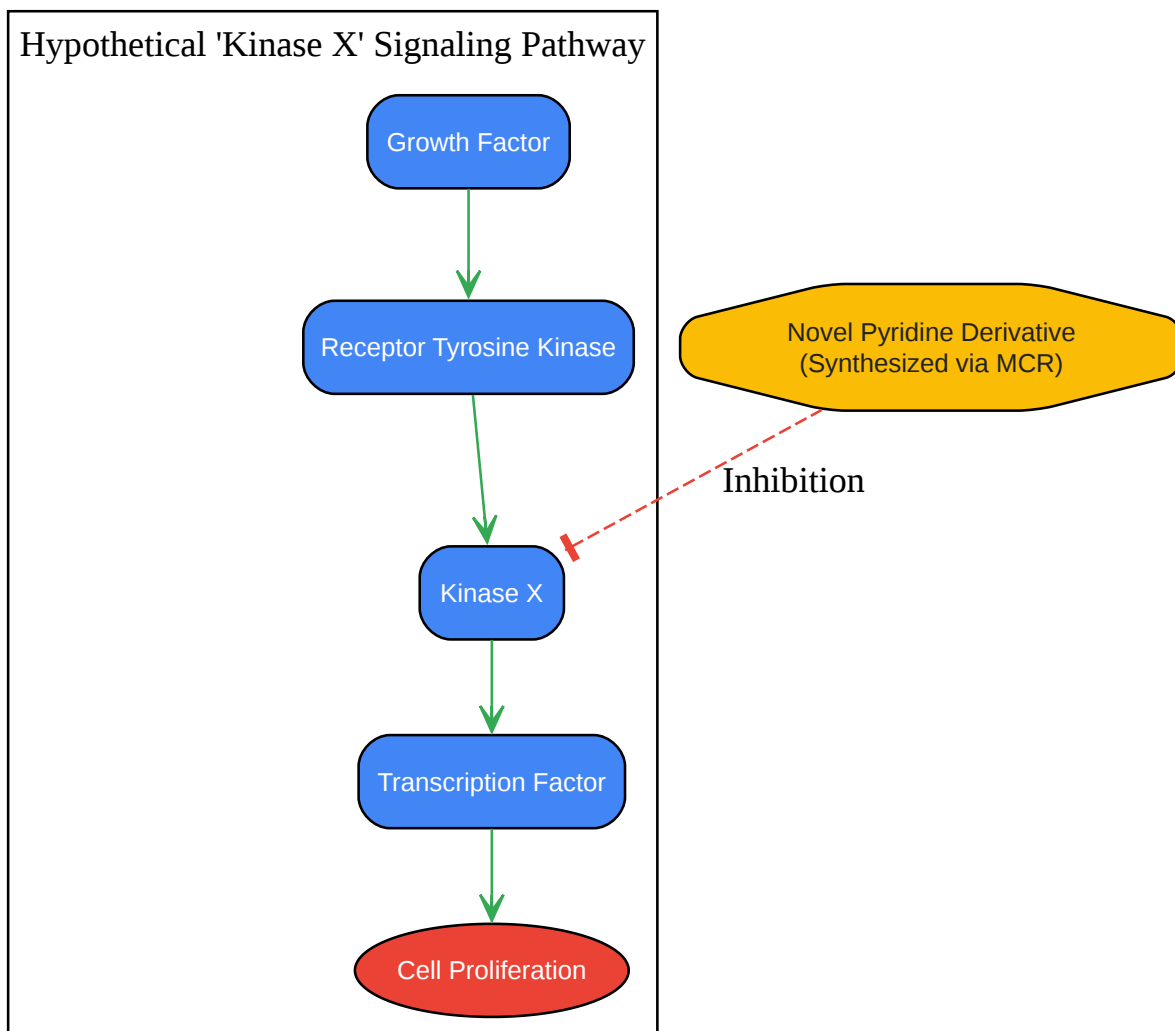 Hypothetical 'Kinase X' Signaling Pathway
Growth Factor
Receptor Tyrosine Kinase
Novel Pyridine Derivative
(Synthesized via MCR)
Inhibition
Kinase X
Transcription Factor
Cell Proliferation